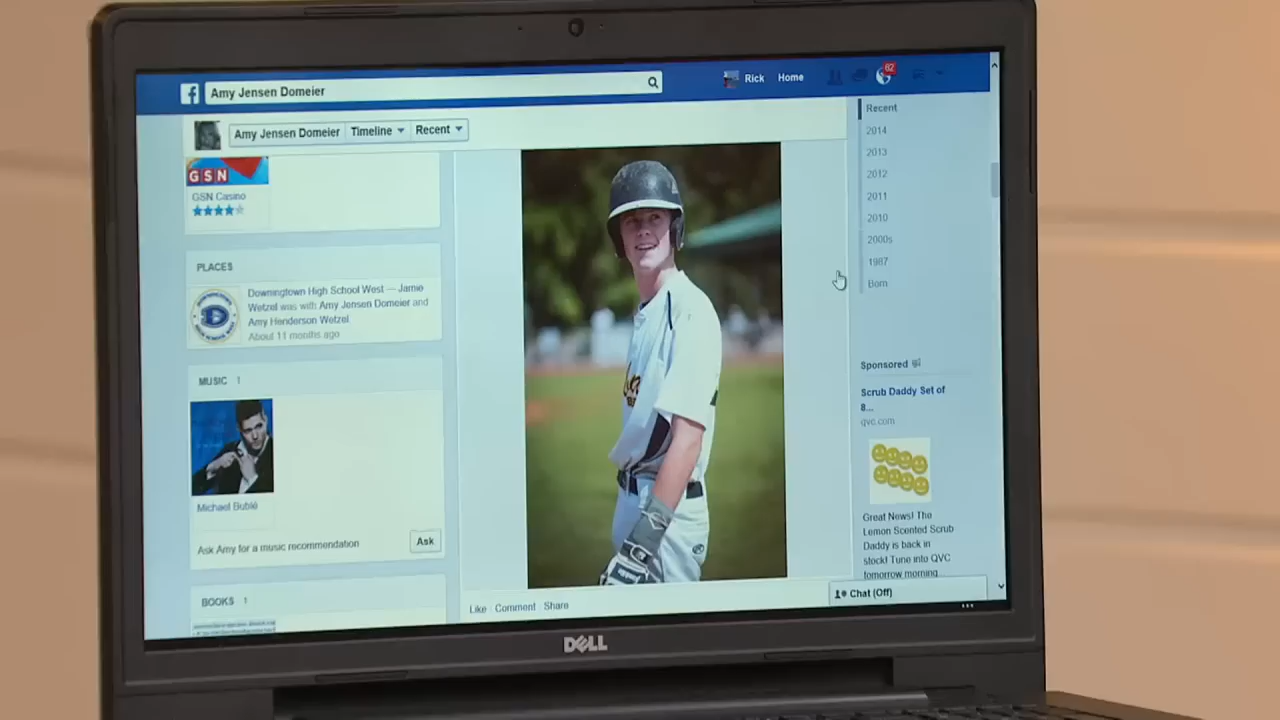 f Amy Jensen Domeier
Rick Home 82
Amy Jensen Domeier Timeline Recent
GSN
GSN Casino
PLACES
Downingtown High School West — Jamie
Wetzel was with Amy Jensen Domeier and
Amy Henderson Wetzel
About 11 months ago
D
MUSIC 1
Michael Bublé
Ask Amy for a music recommendation Ask
BOOKS 1
Like Comment Share
Recent
2014
2013
2012
2011
2010
2000s
1987
Born
Sponsored
Scrub Daddy Set of
8...
qvc.com
Great News! The
Lemon Scented Scrub
Daddy is back in
stock! Tune into QVC
tomorrow morning
Chat (Off)
DELL